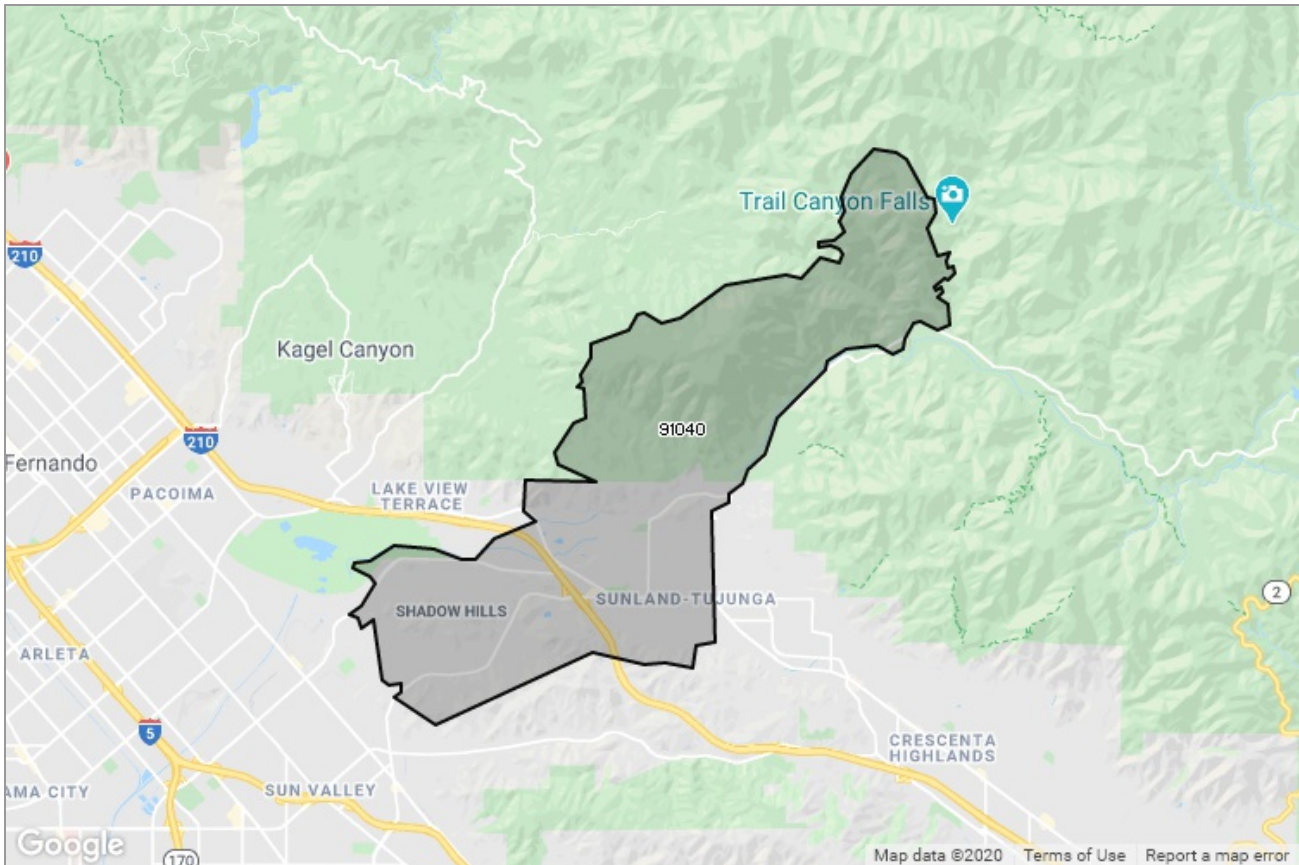 Trail Canyon Falls
210
Kagel Canyon
91040
210
Fernando
PACOIMA
LAKE VIEW
TERRACE
2
SHADOW HILLS
SUNLAND-TUJUNGA
ARLETA
5
CRESCENTA
HIGHLANDS
AMA CITY
SUN VALLEY
Google
170
Map data ©2020
Terms of Use
Report a map error